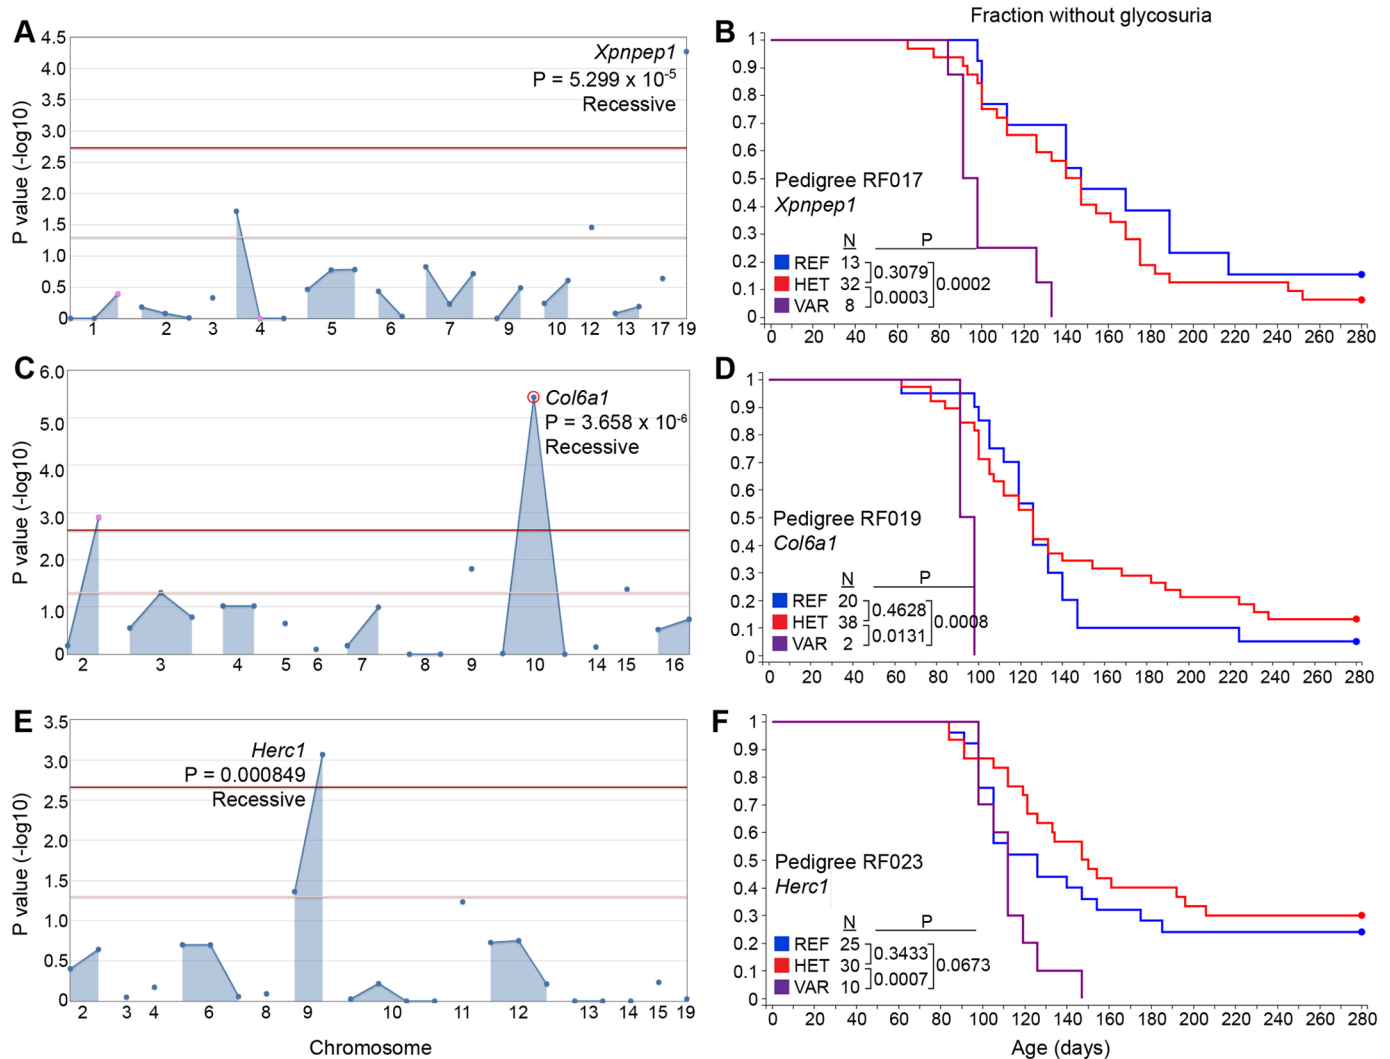 Fraction without glycosuria
A
4.5
4.0
3.5
3.0
2.5
2.0
1.5
1.0
0.5
0
P value (-log10)
Xpnpep1
P = 5.299 x 10-5
Recessive
1 2 3 4 5 6 7 9 10 12 13 17 19
B
1
0.9
0.8
0.7
0.6
0.5
0.4
0.3
0.2
0.1
0
Pedigree RF017
Xpnpep1
N P
REF 13
HET 32
VAR 8
0.3079
0.0003
0.0002
0 20 40 60 80 100 120 140 160 180 200 220 240 260 280
C
6.0
5.0
4.0
3.0
2.0
1.0
0
P value (-log10)
Col6a1
P = 3.658 x 10-6
Recessive
2 3 4 5 6 7 8 9 10 14 15 16
D
1
0.9
0.8
0.7
0.6
0.5
0.4
0.3
0.2
0.1
0
Pedigree RF019
Col6a1
N P
REF 20
HET 38
VAR 2
0.4628
0.0131
0.0008
0 20 40 60 80 100 120 140 160 180 200 220 240 260 280
E
3.5
3.0
2.5
2.0
1.5
1.0
0.5
0
P value (-log10)
Herc1
P = 0.000849
Recessive
2 3 4 6 8 9 10 11 12 13 14 15 19
Chromosome
F
1
0.9
0.8
0.7
0.6
0.5
0.4
0.3
0.2
0.1
0
Pedigree RF023
Herc1
N P
REF 25
HET 30
VAR 10
0.3433
0.0007
0.0673
0 20 40 60 80 100 120 140 160 180 200 220 240 260 280
Age (days)